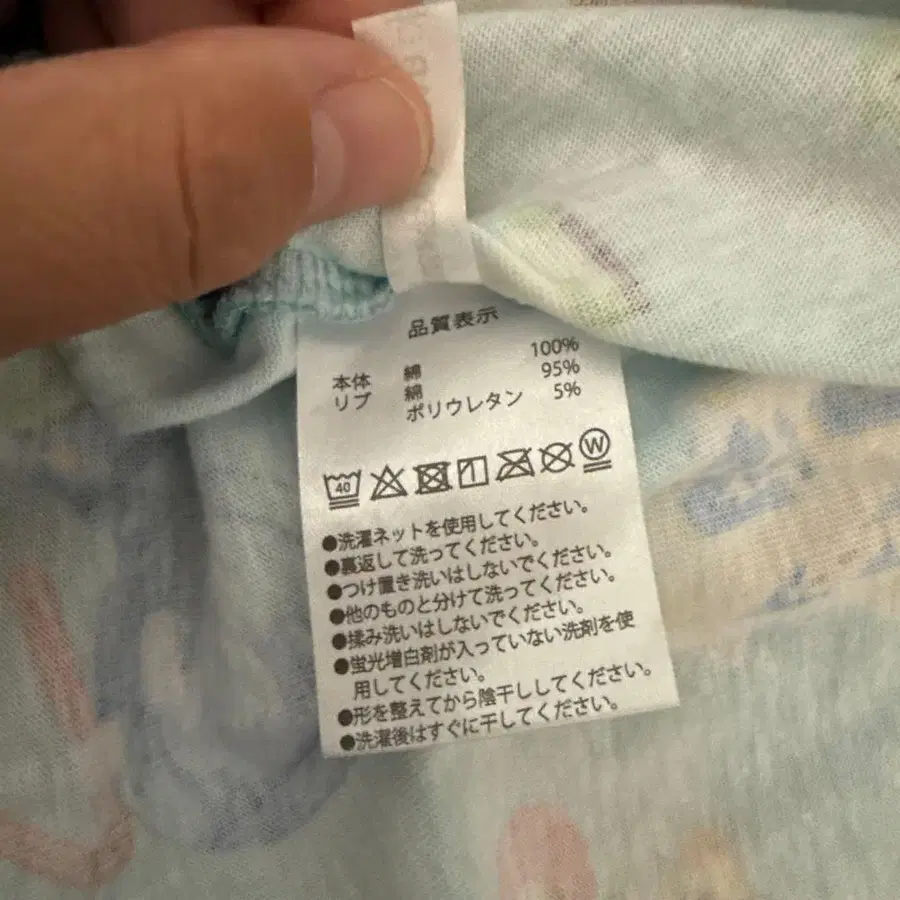 品質表示
本体 綿 100%
リブ 綿 95%
ポリウレタン 5%
40 W
●洗濯ネットを使用してください。
●裏返して洗ってください。
●つけ置き洗いはしないでください。
●他のものと分けて洗ってください。
●揉み洗いはしないでください。
●蛍光増白剤が入っていない洗剤を使
用してください。
●形を整えてから陰干ししてください。
●洗濯後はすぐに干してください。